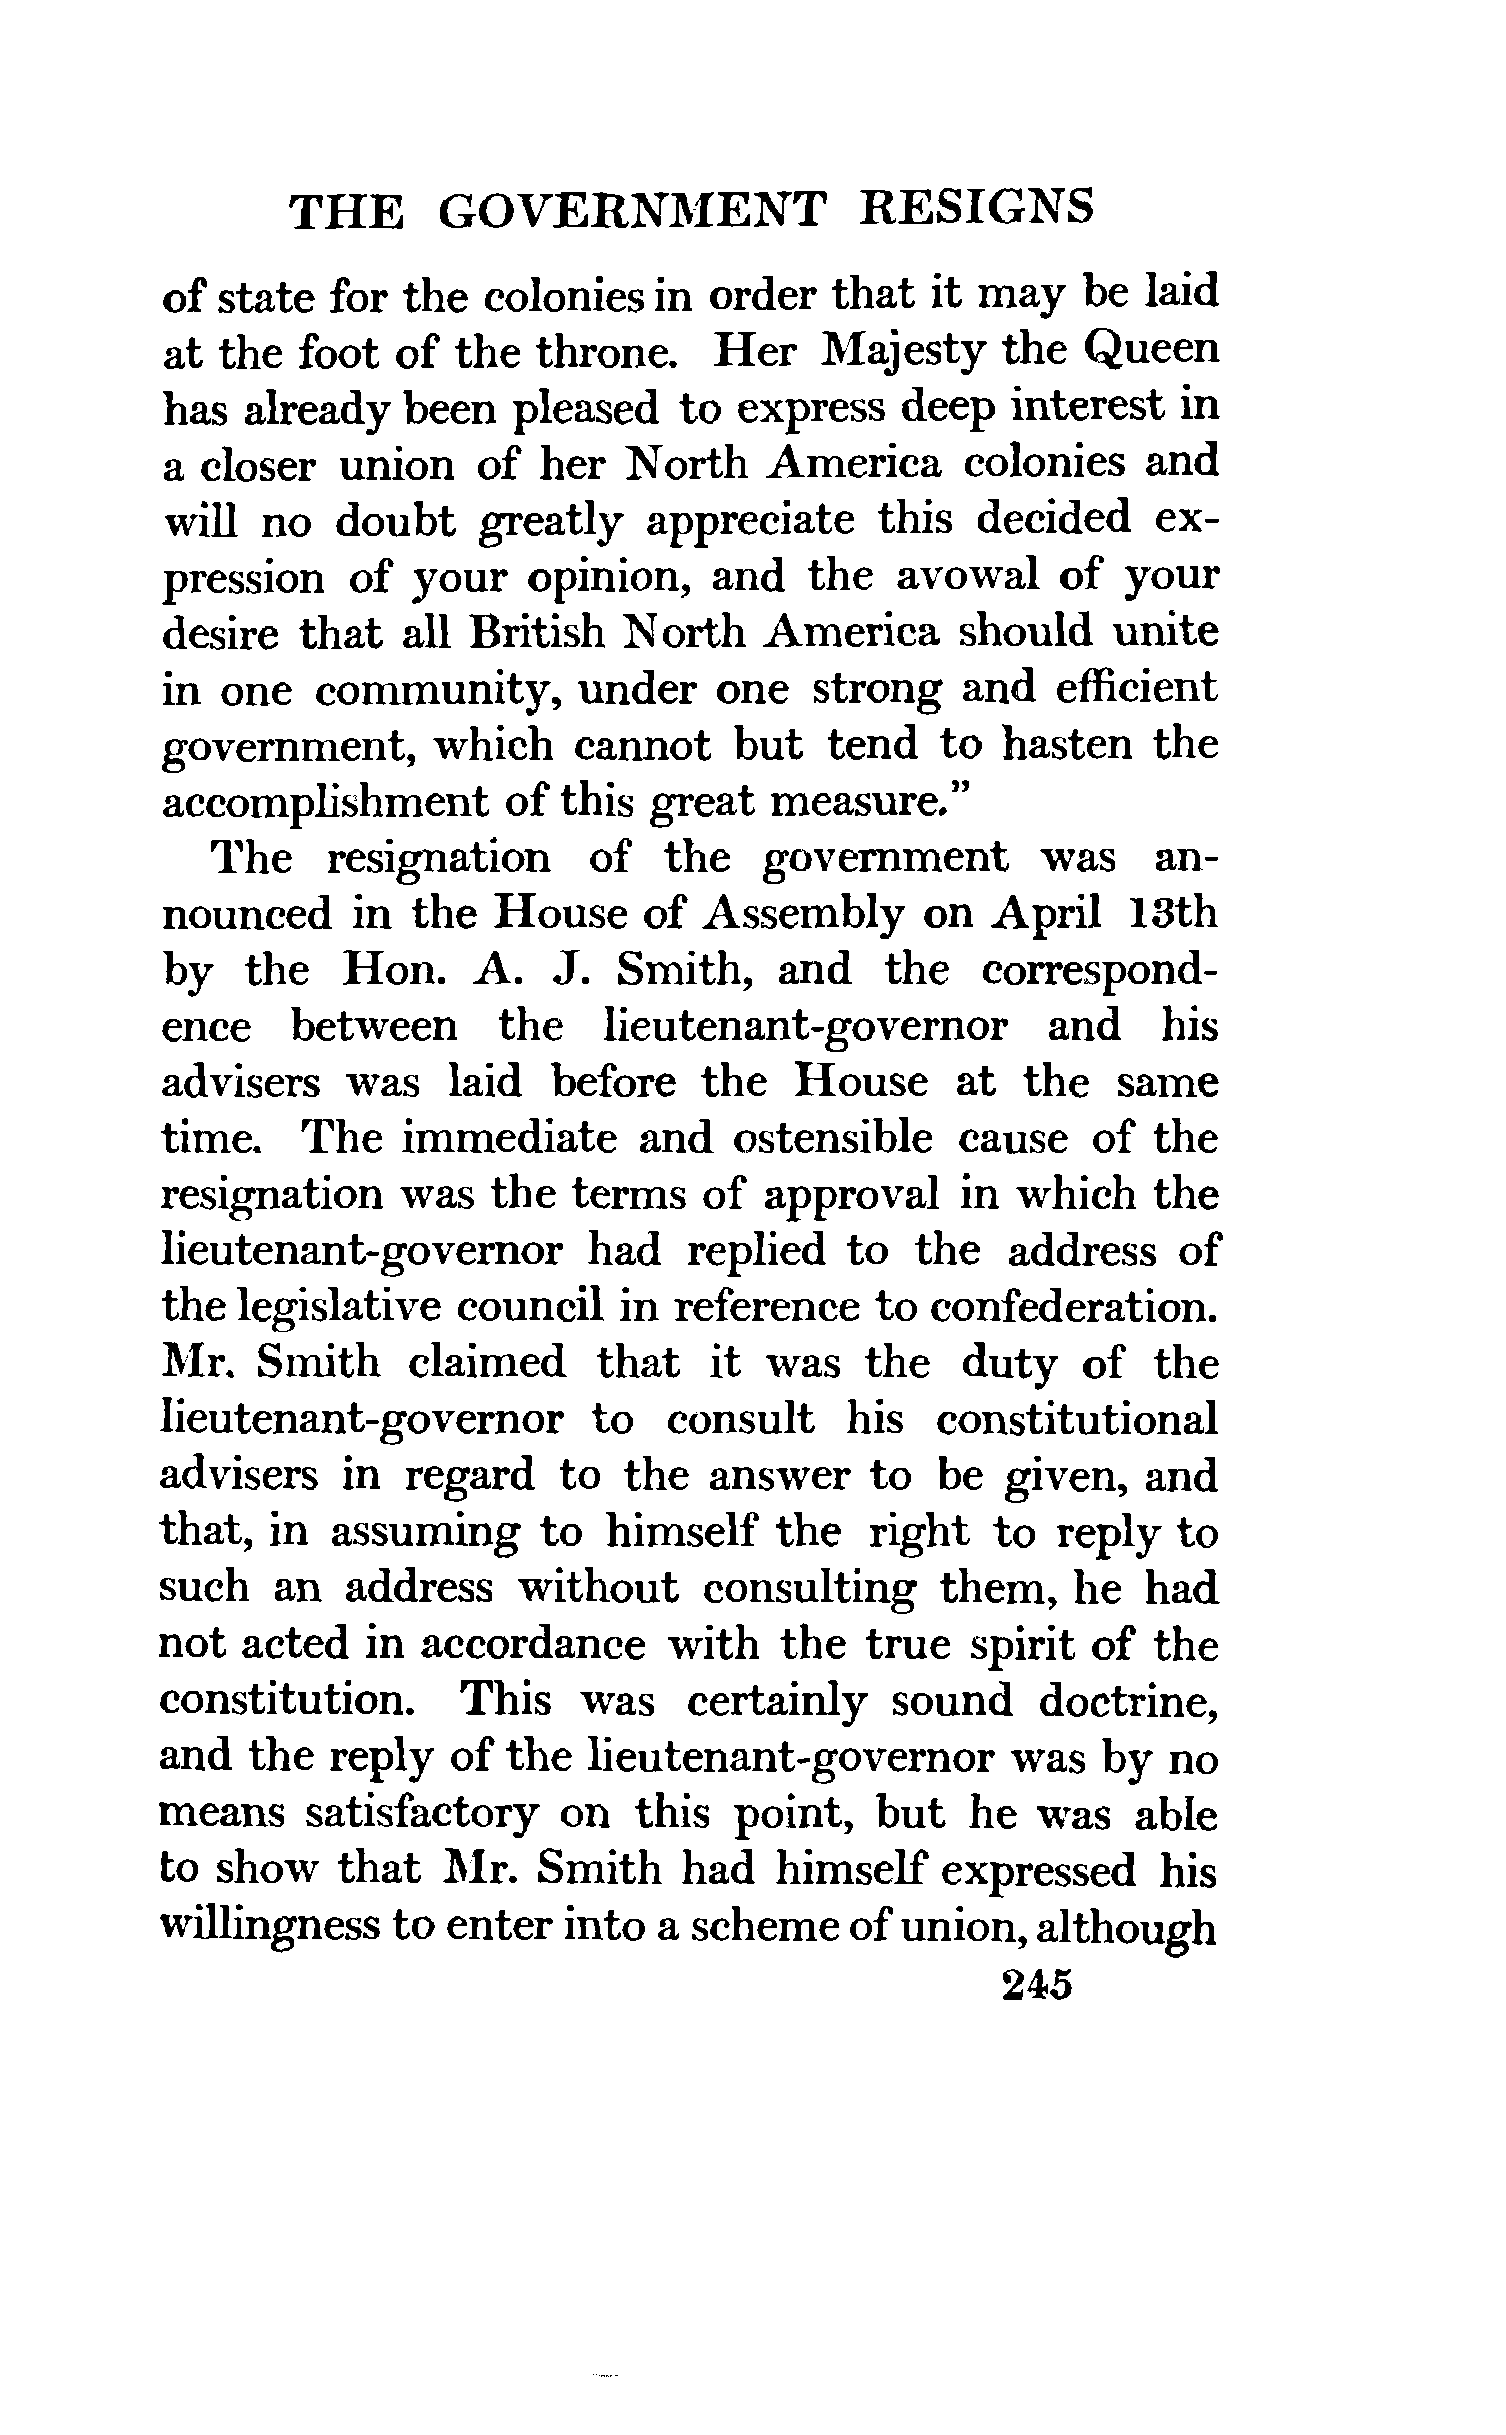 THE GOVERNMENT RESIGNS
of state for the colonies in order that it may be laid
at the foot of the throne. Her Majesty the Queen
has already been pleased to express deep interest in
a closer union of her North America colonies and
will no doubt greatly appreciate this decided ex-
pression of your opinion, and the avowal of your
desire that all British North America should unite
in one community, under one strong and efficient
government, which cannot but tend to hasten the
accomplishment of this great measure.”
The resignation of the government was an-
nounced in the House of Assembly on April 13th
by the Hon. A. J. Smith, and the correspond-
ence between the lieutenant-governor and his
advisers was laid before the House at the same
time. The immediate and ostensible cause of the
resignation was the terms of approval in which the
lieutenant-governor had replied to the address of
the legislative council in reference to confederation.
Mr. Smith claimed that it was the duty of the
lieutenant-governor to consult his constitutional
advisers in regard to the answer to be given, and
that, in assuming to himself the right to reply to
such an address without consulting them, he had
not acted in accordance with the true spirit of the
constitution. This was certainly sound doctrine,
and the reply of the lieutenant-governor was by no
means satisfactory on this point, but he was able
to show that Mr. Smith had himself expressed his
willingness to enter into a scheme of union, although
245